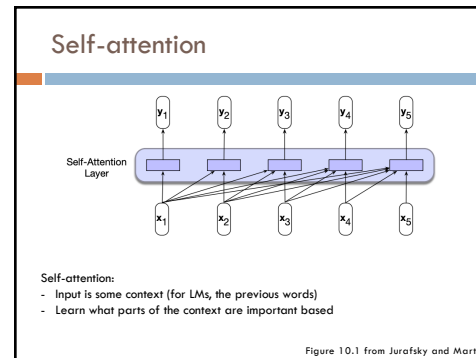 Self-attention
y1 y2 y3 y4 y5
Self-Attention
Layer
x1 x2 x3 x4 x5
Self-attention:
- Input is some context (for LMs, the previous words)
- Learn what parts of the context are important based
Figure 10.1 from Jurafsky and Mart